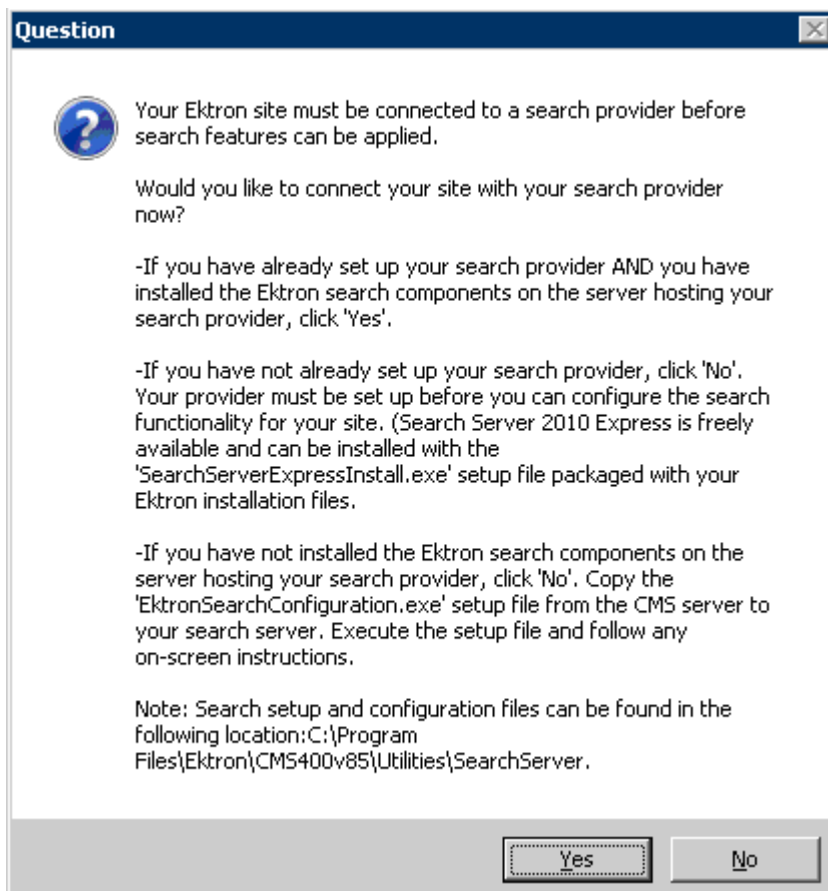 Question
Your Ektron site must be connected to a search provider before
search features can be applied.
Would you like to connect your site with your search provider
now?
-If you have already set up your search provider AND you have
installed the Ektron search components on the server hosting your
search provider, click 'Yes'.
-If you have not already set up your search provider, click 'No'.
Your provider must be set up before you can configure the search
functionality for your site. (Search Server 2010 Express is freely
available and can be installed with the
'SearchServerExpressInstall.exe' setup file packaged with your
Ektron installation files.
-If you have not installed the Ektron search components on the
server hosting your search provider, click 'No'. Copy the
'EktronSearchConfiguration.exe' setup file from the CMS server to
your search server. Execute the setup file and follow any
on-screen instructions.
Note: Search setup and configuration files can be found in the
following location:C:\Program
Files\Ektron\CMS400v85\Utilities\SearchServer.
Yes
No